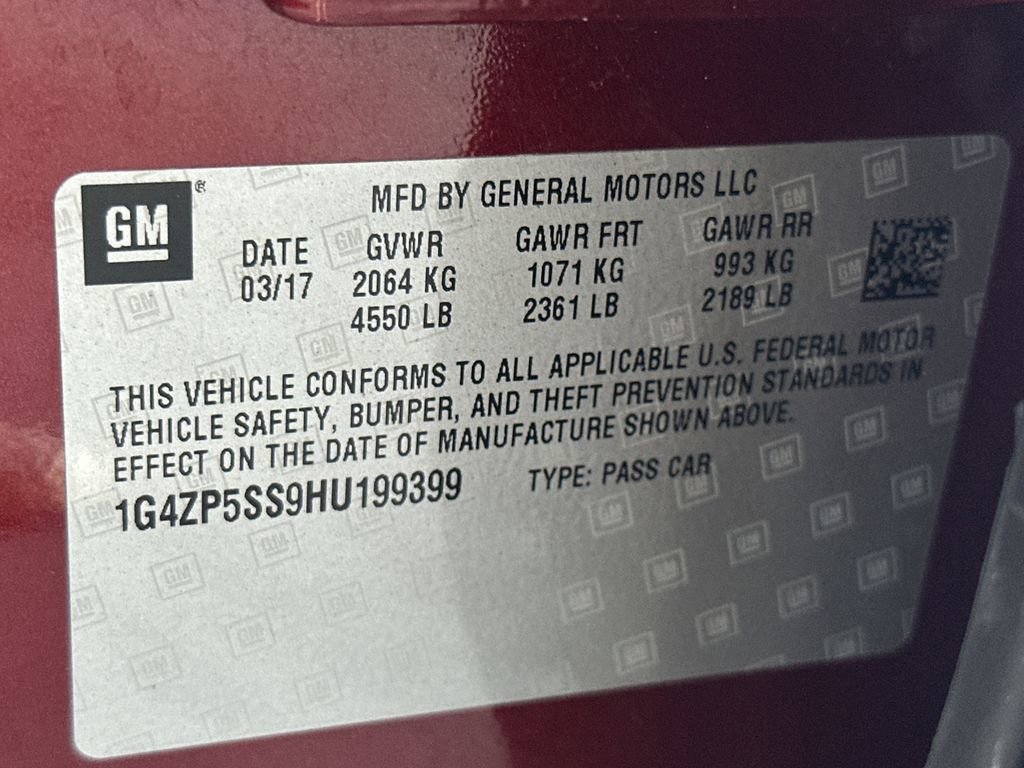 GM ®
MFD BY GENERAL MOTORS LLC
DATE GVWR GAWR FRT GAWR RR
03/17 2064 KG 1071 KG 993 KG
4550 LB 2361 LB 2189 LB
THIS VEHICLE CONFORMS TO ALL APPLICABLE U.S. FEDERAL MOTOR
VEHICLE SAFETY, BUMPER, AND THEFT PREVENTION STANDARDS IN
EFFECT ON THE DATE OF MANUFACTURE SHOWN ABOVE.
1G4ZP5SS9HU199399 TYPE: PASS CAR